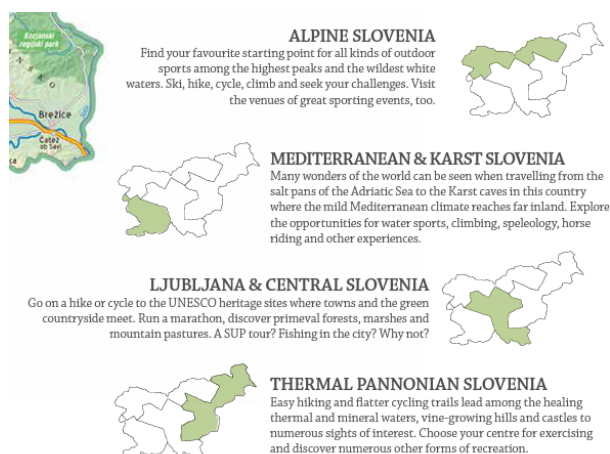 Kozjanski
regijski park
Brežice
Čatež
ob Savi
ALPINE SLOVENIA
Find your favourite starting point for all kinds of outdoor
sports among the highest peaks and the wildest white
waters. Ski, hike, cycle, climb and seek your challenges. Visit
the venues of great sporting events, too.
MEDITERRANEAN & KARST SLOVENIA
Many wonders of the world can be seen when travelling from the
salt pans of the Adriatic Sea to the Karst caves in this country
where the mild Mediterranean climate reaches far inland. Explore
the opportunities for water sports, climbing, speleology, horse
riding and other experiences.
LJUBLJANA & CENTRAL SLOVENIA
Go on a hike or cycle to the UNESCO heritage sites where towns and the green
countryside meet. Run a marathon, discover primeval forests, marshes and
mountain pastures. A SUP tour? Fishing in the city? Why not?
THERMAL PANNONIAN SLOVENIA
Easy hiking and flatter cycling trails lead among the healing
thermal and mineral waters, vine-growing hills and castles to
numerous sights of interest. Choose your centre for exercising
and discover numerous other forms of recreation.